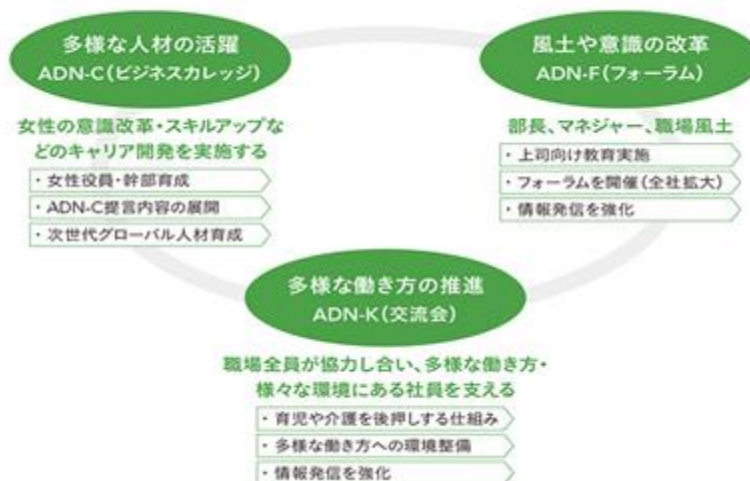 多様な人材の活躍
ADN-C(ビジネスカレッジ)
女性の意識改革・スキルアップな
どのキャリア開発を実施する
・女性役員・幹部育成
・ADN-C提言内容の展開
・次世代グローバル人材育成
風土や意識の改革
ADN-F(フォーラム)
部長、マネジャー、職場風土
・上司向け教育実施
・フォーラムを開催(全社拡大)
・情報発信を強化
多様な働き方の推進
ADN-K(交流会)
職場全員が協力し合い、多様な働き方・
様々な環境にある社員を支える
・育児や介護を後押しする仕組み
・多様な働き方への環境整備
・情報発信を強化